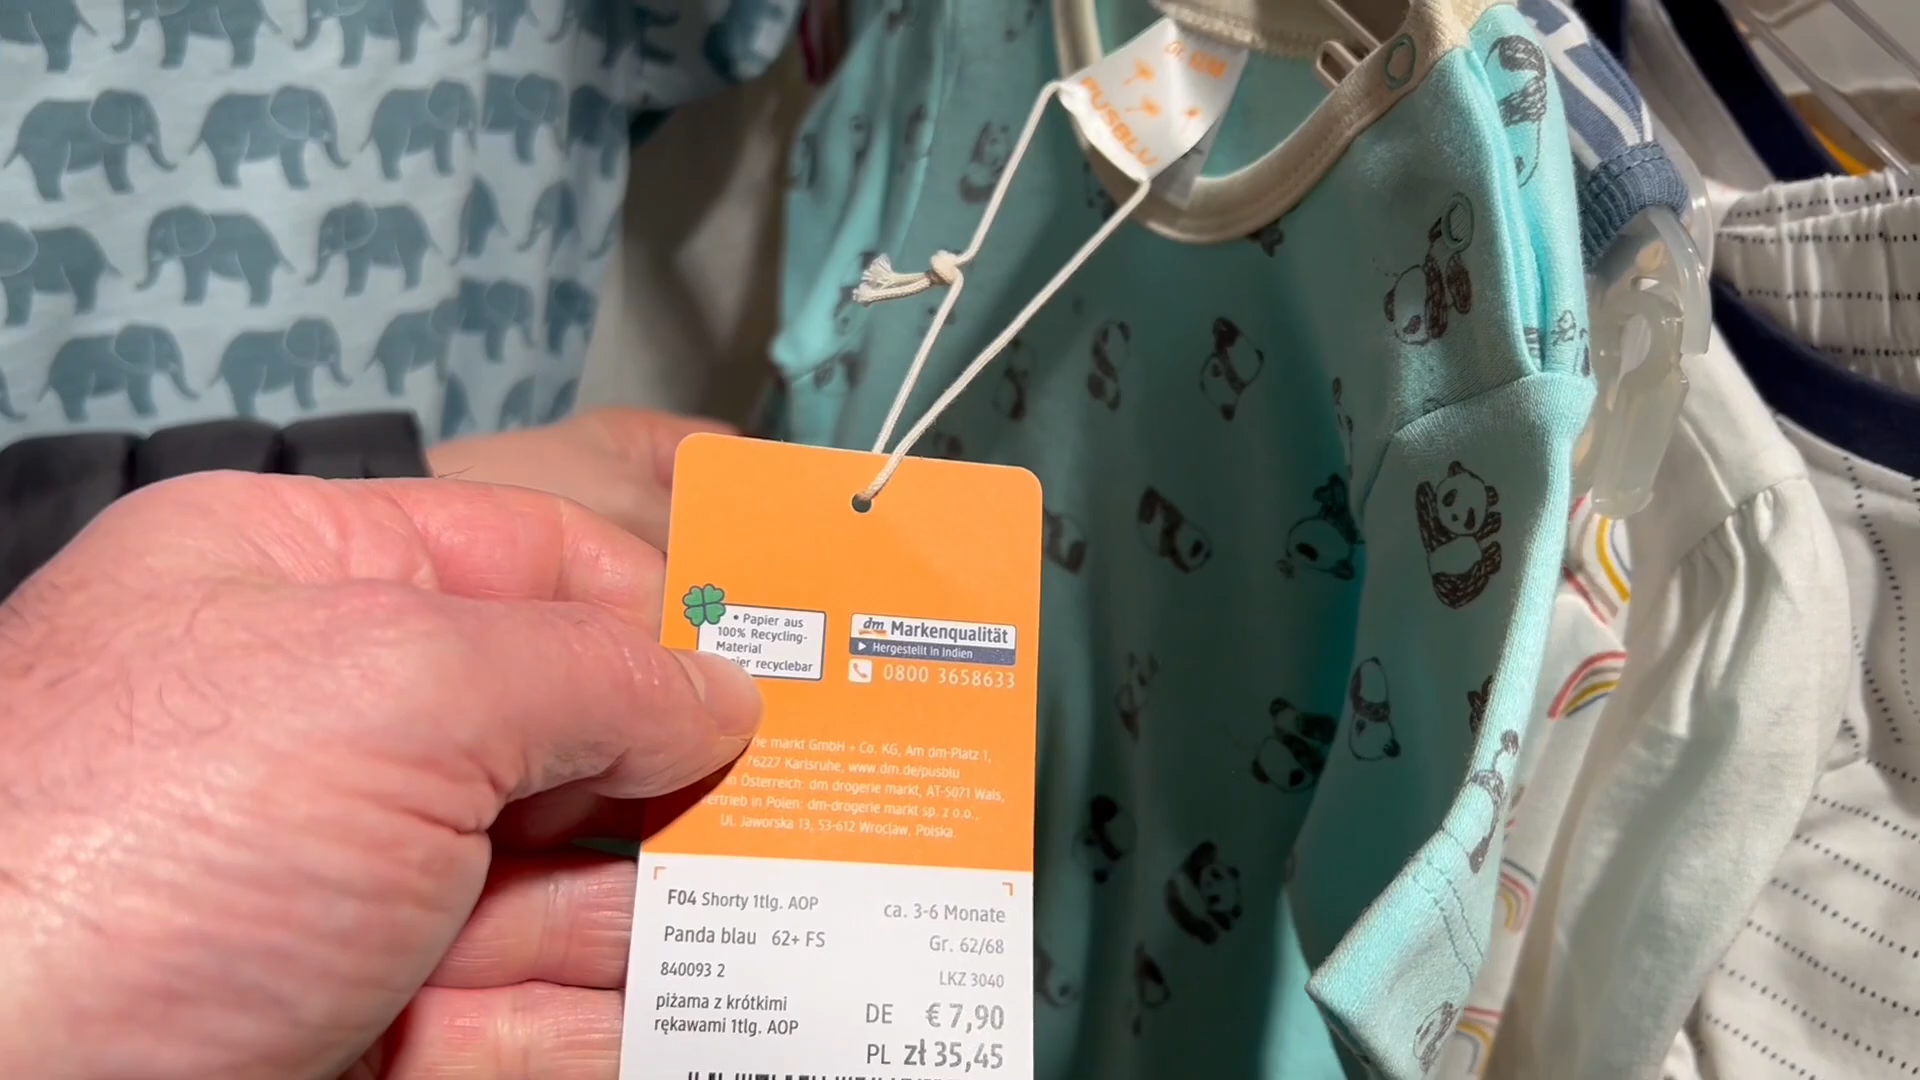 PUSBLU
• Papier aus
100% Recycling-
Material
recyclebar
dm Markenqualität
▶ Hergestellt in Indien
0800 3658633
markt GmbH + Co. KG, Am dm-Platz 1,
76227 Karlsruhe, www.dm.de/pusblu
Österreich: dm drogerie markt, AT-5071 Wals,
ertrieb in Polen: dm-drogerie markt sp. z o.o.,
Ul. Jaworska 13, 53-612 Wrocław, Polska
F04 Shorty 1tlg. AOP
ca. 3-6 Monate
Panda blau 62+ FS
Gr. 62/68
840093 2
LKZ 3040
piżama z krótkimi
rękawami 1tlg. AOP
DE € 7,90
PL zł 35,45